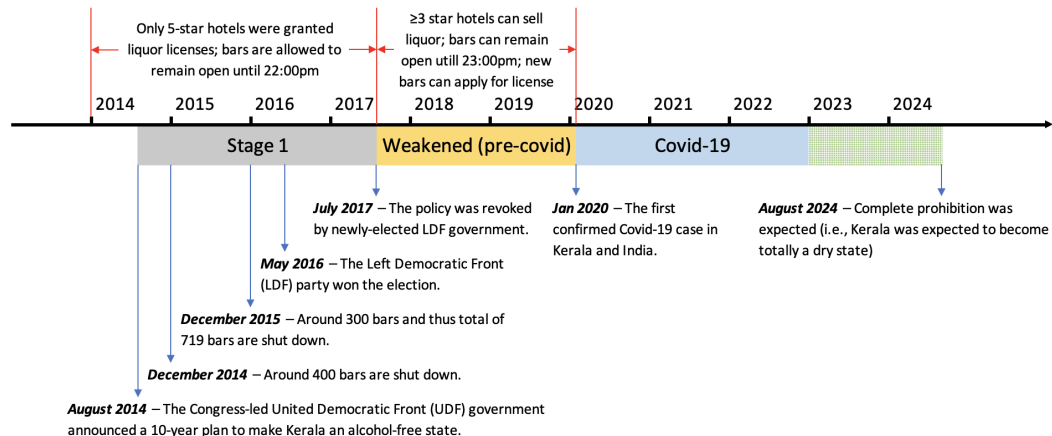 Only 5-star hotels were granted
liquor licenses; bars are allowed to
remain open until 22:00pm
≥3 star hotels can sell
liquor; bars can remain
open utill 23:00pm; new
bars can apply for license
2014 2015 2016 2017 2018 2019 2020 2021 2022 2023 2024
Stage 1 Weakened (pre-covid) Covid-19
July 2017 – The policy was revoked
by newly-elected LDF government.
Jan 2020 – The first
confirmed Covid-19 case in
Kerala and India.
August 2024 – Complete prohibition was
expected (i.e., Kerala was expected to become
totally a dry state)
May 2016 – The Left Democratic Front
(LDF) party won the election.
December 2015 – Around 300 bars and thus total of
719 bars are shut down.
December 2014 – Around 400 bars are shut down.
August 2014 – The Congress-led United Democratic Front (UDF) government
announced a 10-year plan to make Kerala an alcohol-free state.